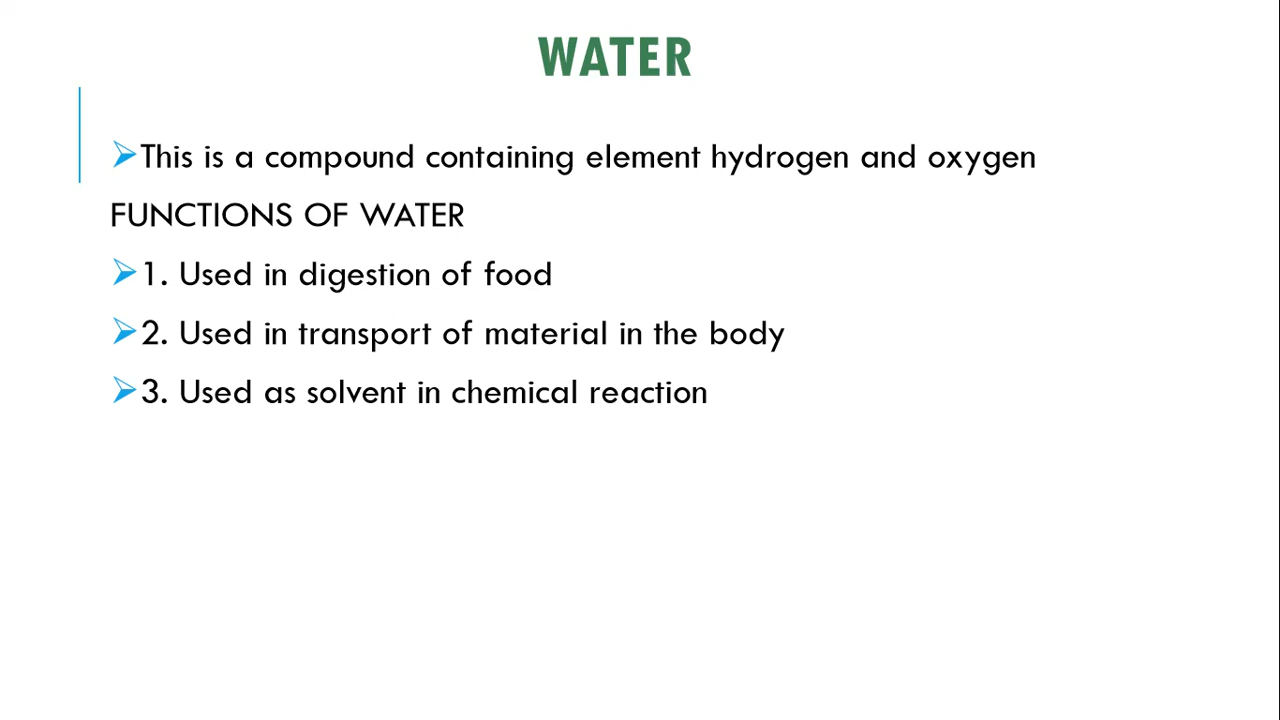 WATER
➢This is a compound containing element hydrogen and oxygen
FUNCTIONS OF WATER
➢1. Used in digestion of food
➢2. Used in transport of material in the body
➢3. Used as solvent in chemical reaction